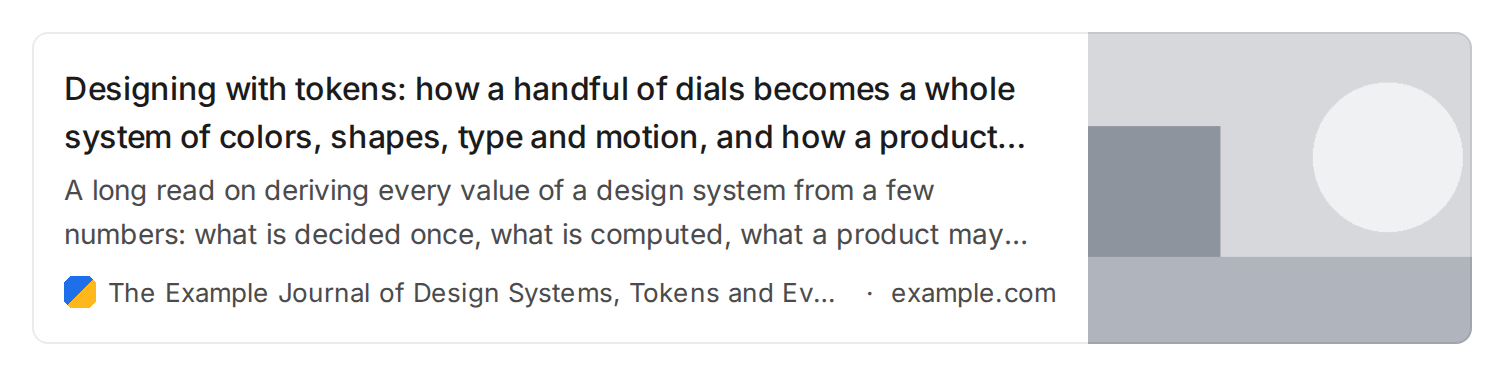 Designing with tokens: how a handful of dials becomes a whole
system of colors, shapes, type and motion, and how a product…
A long read on deriving every value of a design system from a few
numbers: what is decided once, what is computed, what a product may…
The Example Journal of Design Systems, Tokens and Ev… · example.com